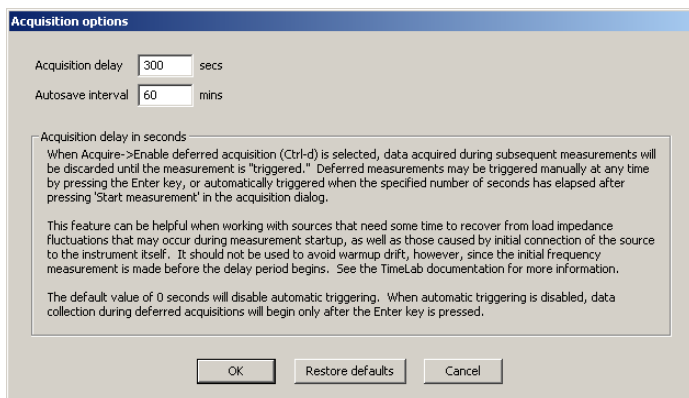 Acquisition options
Acquisition delay 300 secs
Autosave interval 60 mins
Acquisition delay in seconds
When Acquire->Enable deferred acquisition (Ctrl-d) is selected, data acquired during subsequent measurements will
be discarded until the measurement is "triggered." Deferred measurements may be triggered manually at any time
by pressing the Enter key, or automatically triggered when the specified number of seconds has elapsed after
pressing 'Start measurement' in the acquisition dialog.
This feature can be helpful when working with sources that need some time to recover from load impedance
fluctuations that may occur during measurement startup, as well as those caused by initial connection of the source
to the instrument itself. It should not be used to avoid warmup drift, however, since the initial frequency
measurement is made before the delay period begins. See the TimeLab documentation for more information.
The default value of 0 seconds will disable automatic triggering. When automatic triggering is disabled, data
collection during deferred acquisitions will begin only after the Enter key is pressed.
OK Restore defaults Cancel